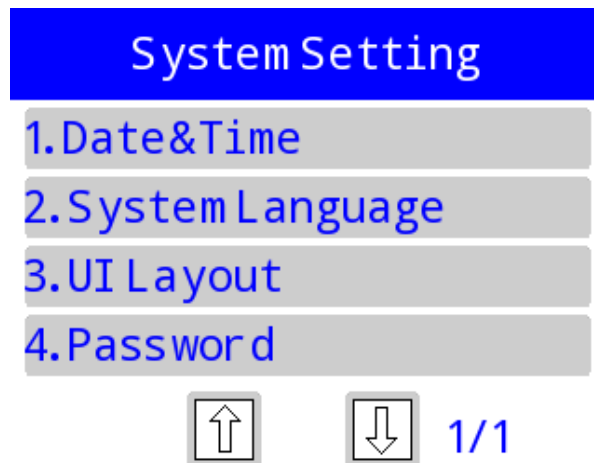 System Setting
1.Date&Time
2.System Language
3.UI Layout
4.Password
1/1